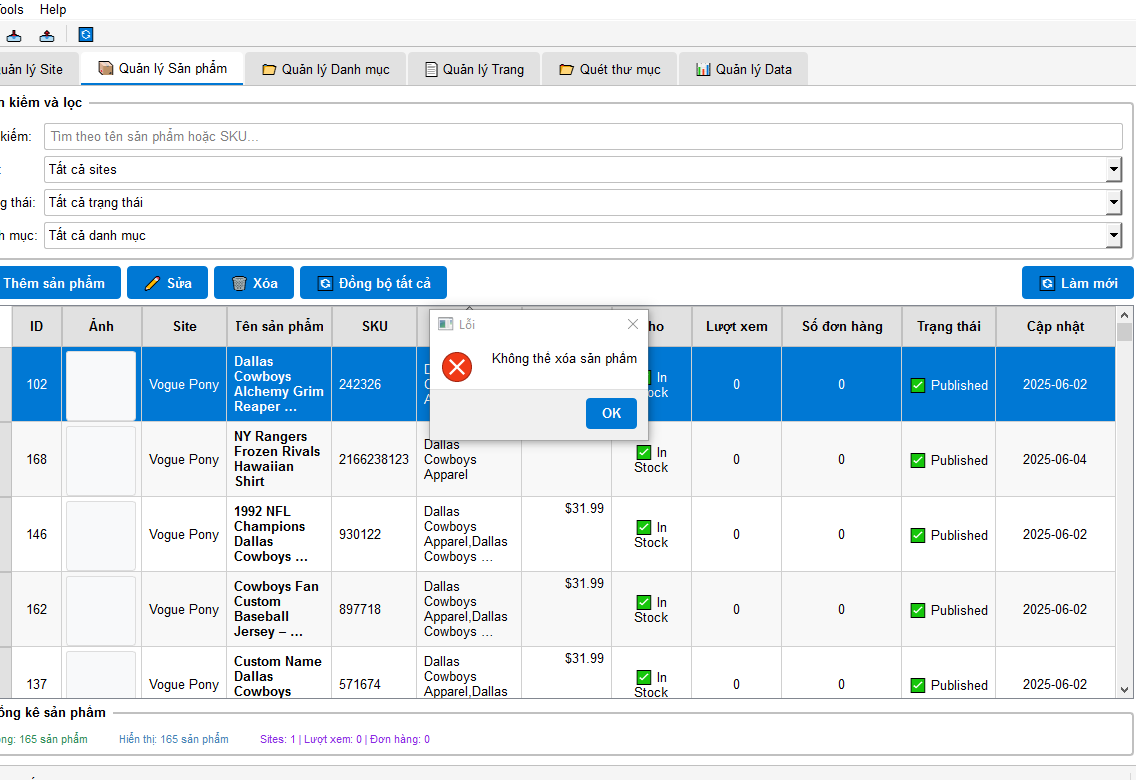 Tools Help
Quản lý Site Quản lý Sản phẩm Quản lý Danh mục Quản lý Trang Quét thư mục Quản lý Data
kiếm và lọc
kiếm: Tìm theo tên sản phẩm hoặc SKU...
: Tất cả sites
g thái: Tất cả trạng thái
h mục: Tất cả danh mục
Thêm sản phẩm Sửa Xóa Đồng bộ tất cả Làm mới
ID Ảnh Site Tên sản phẩm SKU ho Lượt xem Số đơn hàng Trạng thái Cập nhật
Lỗi
Không thể xóa sản phẩm
OK
102 Vogue Pony
Dallas
Cowboys
Alchemy Grim
Reaper ...
242326
In
ock
0 0 Published 2025-06-02
168 Vogue Pony
NY Rangers
Frozen Rivals
Hawaiian
Shirt
2166238123
Dallas
Cowboys
Apparel
In
Stock
0 0 Published 2025-06-04
146 Vogue Pony
1992 NFL
Champions
Dallas
Cowboys ...
930122
Dallas
Cowboys
Apparel,Dallas
Cowboys ...
$31.99
In
Stock
0 0 Published 2025-06-02
162 Vogue Pony
Cowboys Fan
Custom
Baseball
Jersey – ...
897718
Dallas
Cowboys
Apparel,Dallas
Cowboys ...
$31.99
In
Stock
0 0 Published 2025-06-02
137 Vogue Pony
Custom Name
Dallas
Cowboys
571674
Dallas
Cowboys
Apparel,Dallas
$31.99
In
Stock
0 0 Published 2025-06-02
ống kê sản phẩm
ng: 165 sản phẩm Hiển thị: 165 sản phẩm Sites: 1 | Lượt xem: 0 | Đơn hàng: 0